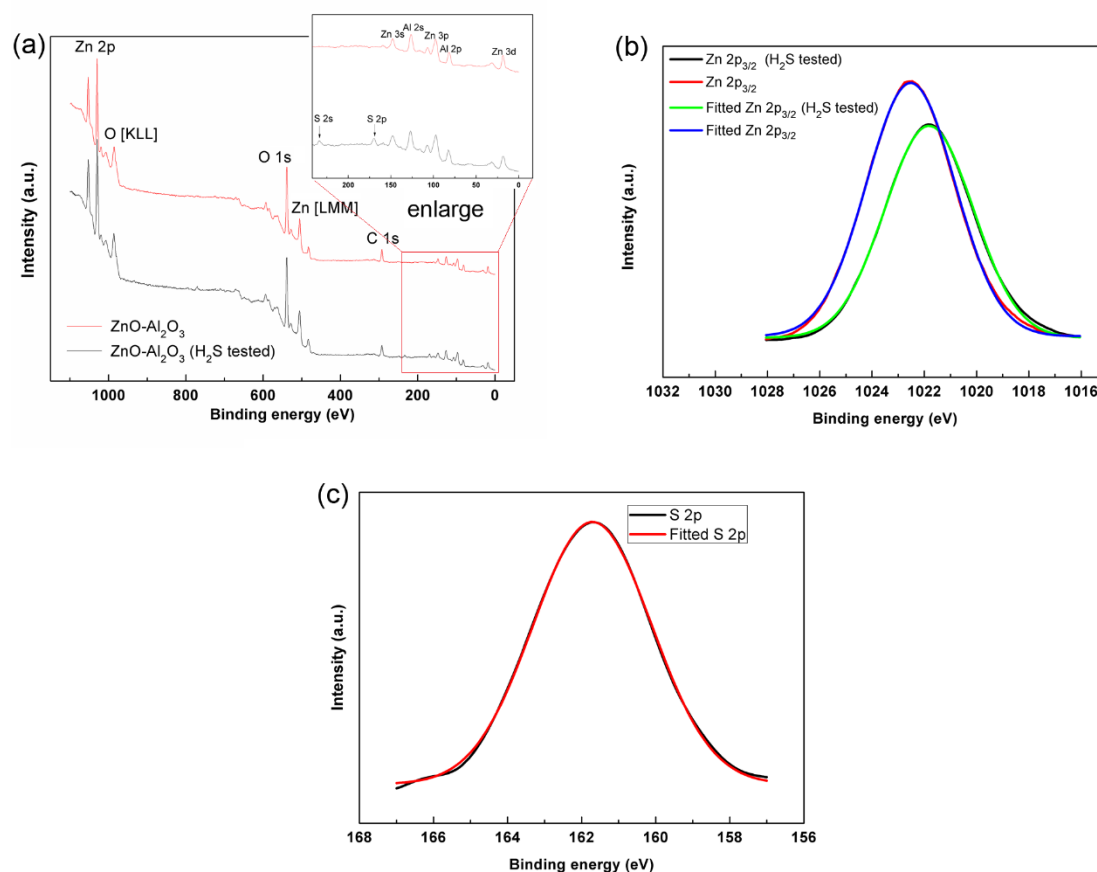 (a)
Zn 2p
O [KLL]
O 1s
Zn [LMM]
C 1s
enlarge
Zn 3s
Al 2s
Zn 3p
Al 2p
Zn 3d
S 2s
S 2p
200 150 100 50 0
ZnO-Al₂O₃
ZnO-Al₂O₃ (H₂S tested)
Intensity (a.u.)
1000 800 600 400 200 0
Binding energy (eV)
(b)
Zn 2p₃/₂ (H₂S tested)
Zn 2p₃/₂
Fitted Zn 2p₃/₂ (H₂S tested)
Fitted Zn 2p₃/₂
Intensity (a.u.)
1032 1030 1028 1025 1024 1022 1020 1018 1016
Binding energy (eV)
(c)
S 2p
Fitted S 2p
Intensity (a.u.)
168 166 164 162 160 158 156
Binding energy (eV)